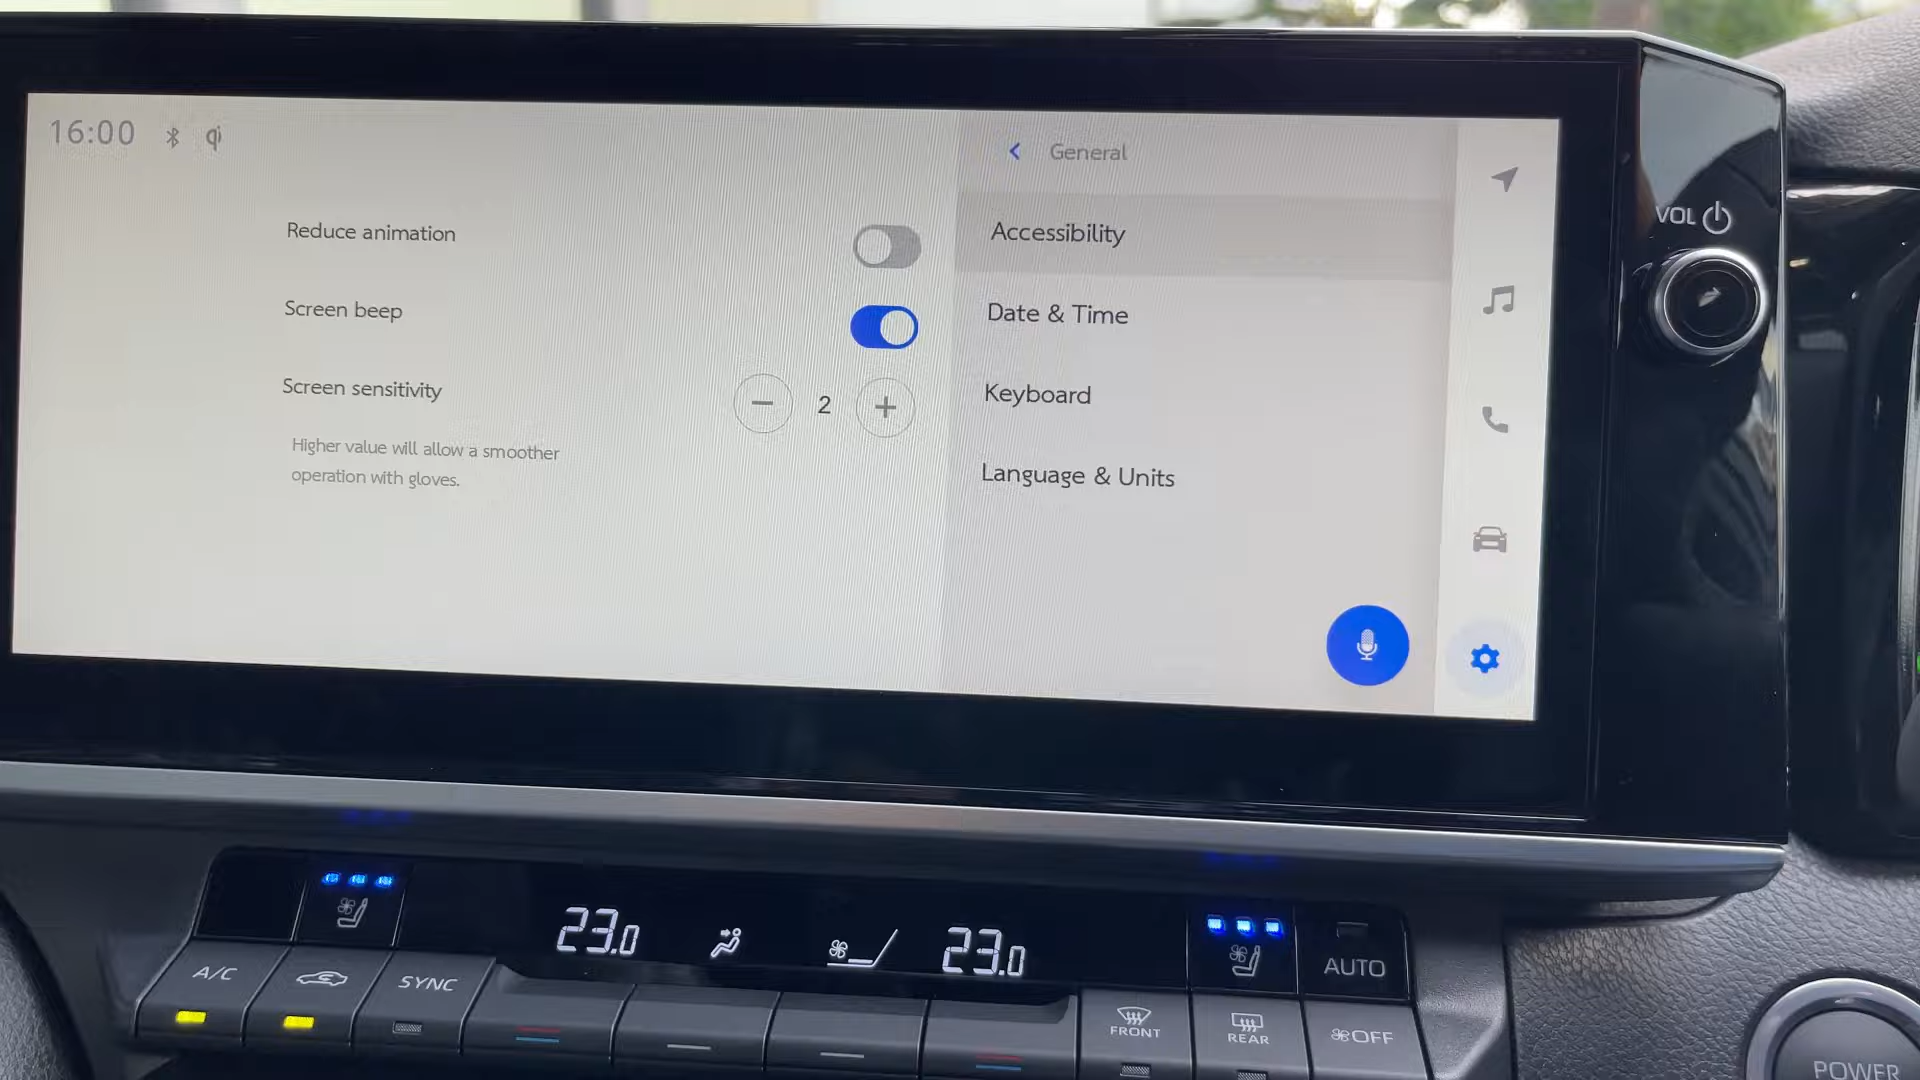 16:00
General
Reduce animation
Accessibility
VOL
Screen beep
Date & Time
Screen sensitivity
2
Keyboard
Higher value will allow a smoother
operation with gloves.
Language & Units
23.0
23.0
A/C
SYNC
AUTO
FRONT
REAR
OFF
POWER